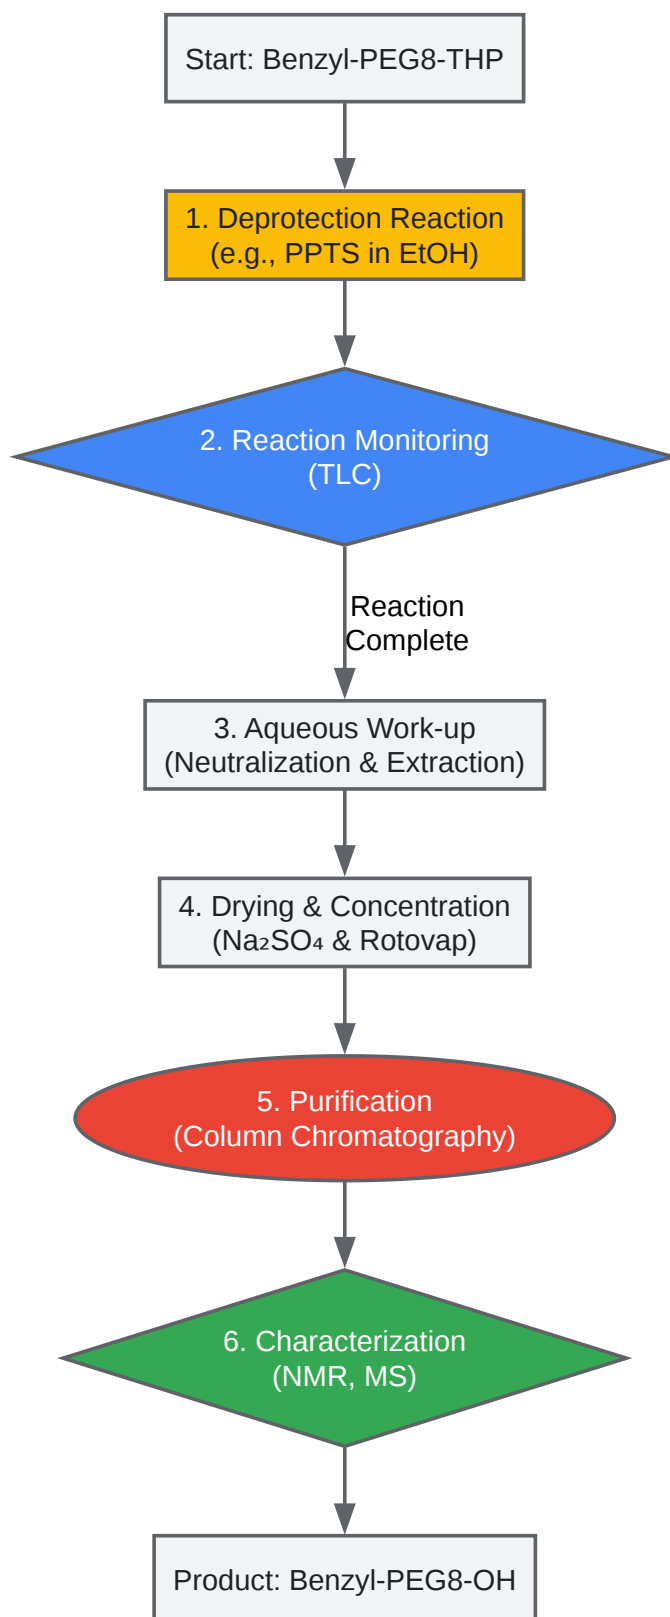 Start: Benzyl-PEG8-THP
1. Deprotection Reaction
(e.g., PPTS in EtOH)
2. Reaction Monitoring
(TLC)
Reaction
Complete
3. Aqueous Work-up
(Neutralization & Extraction)
4. Drying & Concentration
(Na₂SO₄ & Rotovap)
5. Purification
(Column Chromatography)
6. Characterization
(NMR, MS)
Product: Benzyl-PEG8-OH